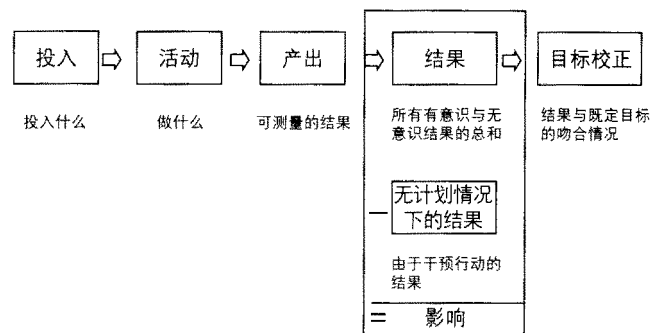 投入
活动
产出
结果
目标校正
投入什么
做什么
可测量的结果
所有有意识与无
意识结果的总和
结果与既定目标
的吻合情况
— 无计划情况
下的结果
由于干预行动的
结果
= 影响